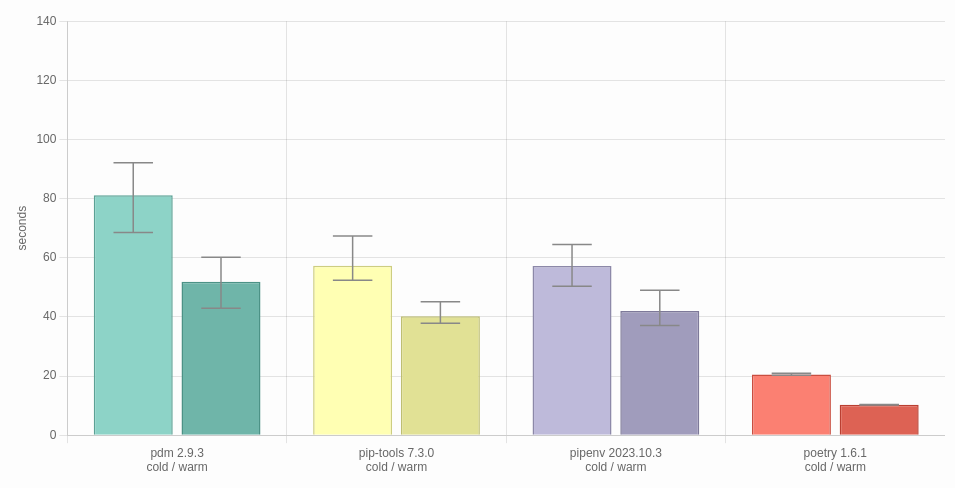 140
120
100
80
60
40
20
0
seconds
pdm 2.9.3
cold / warm
pip-tools 7.3.0
cold / warm
pipenv 2023.10.3
cold / warm
poetry 1.6.1
cold / warm